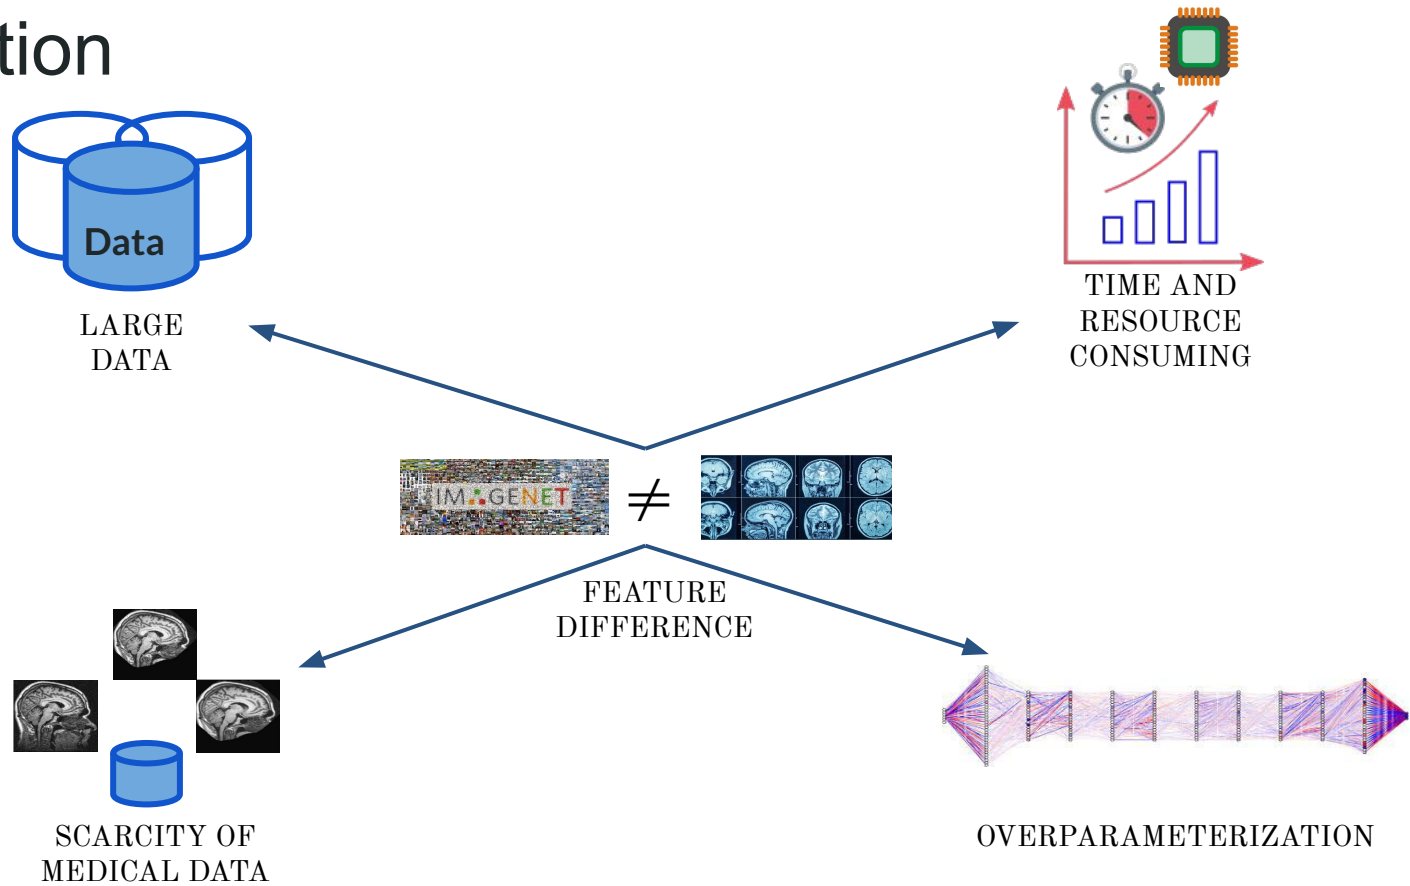 tion
Data
LARGE
DATA
TIME AND
RESOURCE
CONSUMING
IMAGENET
≠
FEATURE
DIFFERENCE
SCARCITY OF
MEDICAL DATA
OVERPARAMETERIZATION